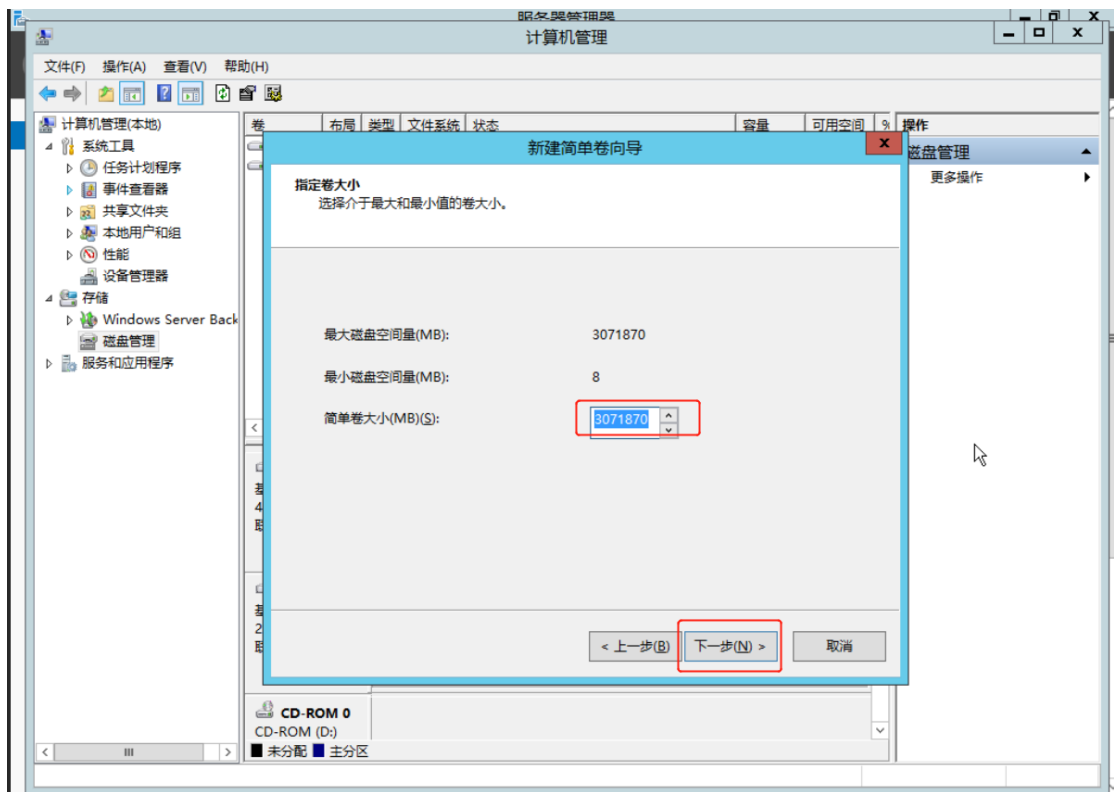 服务器管理器
计算机管理
文件(F) 操作(A) 查看(V) 帮助(H)
计算机管理(本地)
系统工具
任务计划程序
事件查看器
共享文件夹
本地用户和组
性能
设备管理器
存储
Windows Server Back
磁盘管理
服务和应用程序
卷 布局 类型 文件系统 状态 容量 可用空间 %
操作
磁盘管理
更多操作
新建简单卷向导
指定卷大小
选择介于最大和最小值的卷大小。
最大磁盘空间量(MB): 3071870
最小磁盘空间量(MB): 8
简单卷大小(MB)(S): 3071870
< 上一步(B) 下一步(N) > 取消
基
4
联
基
2
联
CD-ROM 0
CD-ROM (D:)
未分配 主分区